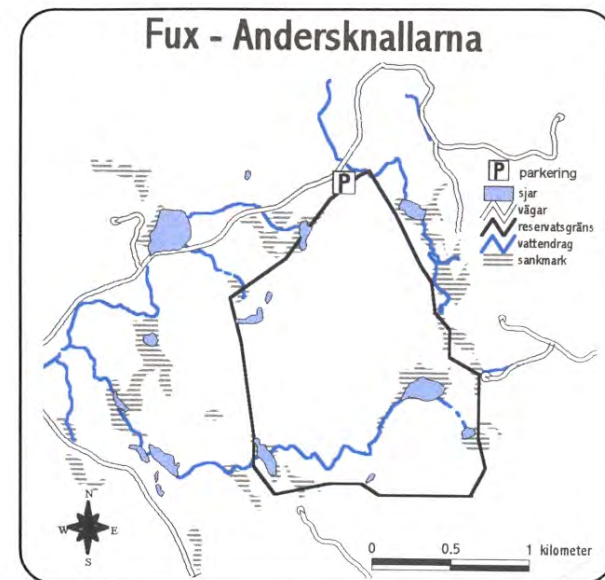 Fux - Andersknallarna
P
P parkering
sjar
vägar
reservatsgräns
vattendrag
sankmark
N
W E
S
0 0.5 1 kilometer